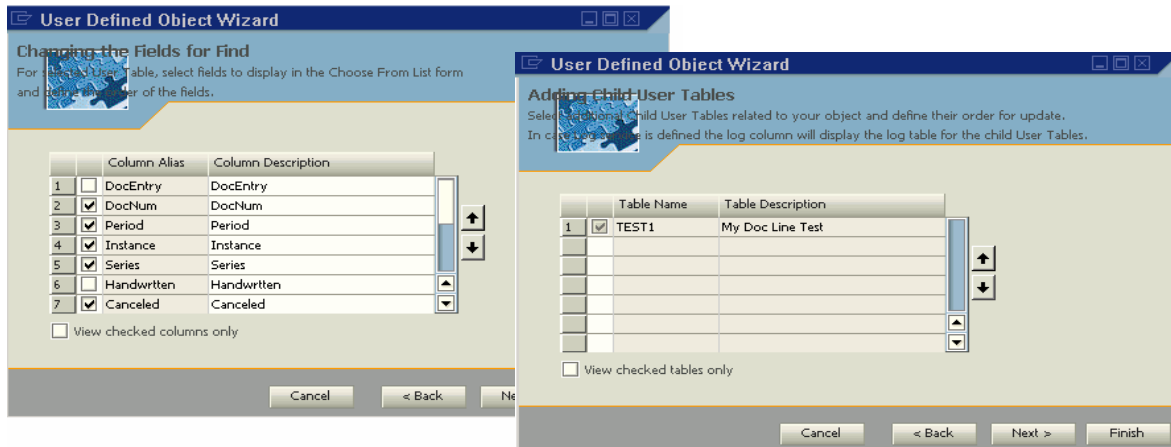 User Defined Object Wizard
Changing the Fields for Find
For selected User Table, select fields to display in the Choose From List form
and define the order of the fields.
Column Alias Column Description
1 DocEntry DocEntry
2 DocNum DocNum
3 Period Period
4 Instance Instance
5 Series Series
6 Handwrtten Handwrtten
7 Canceled Canceled
View checked columns only
Cancel < Back Ne
User Defined Object Wizard
Adding Child User Tables
Select additional Child User Tables related to your object and define their order for update.
In case Log service is defined the log column will display the log table for the child User Tables.
Table Name Table Description
1 TEST1 My Doc Line Test
View checked tables only
Cancel < Back Next > Finish